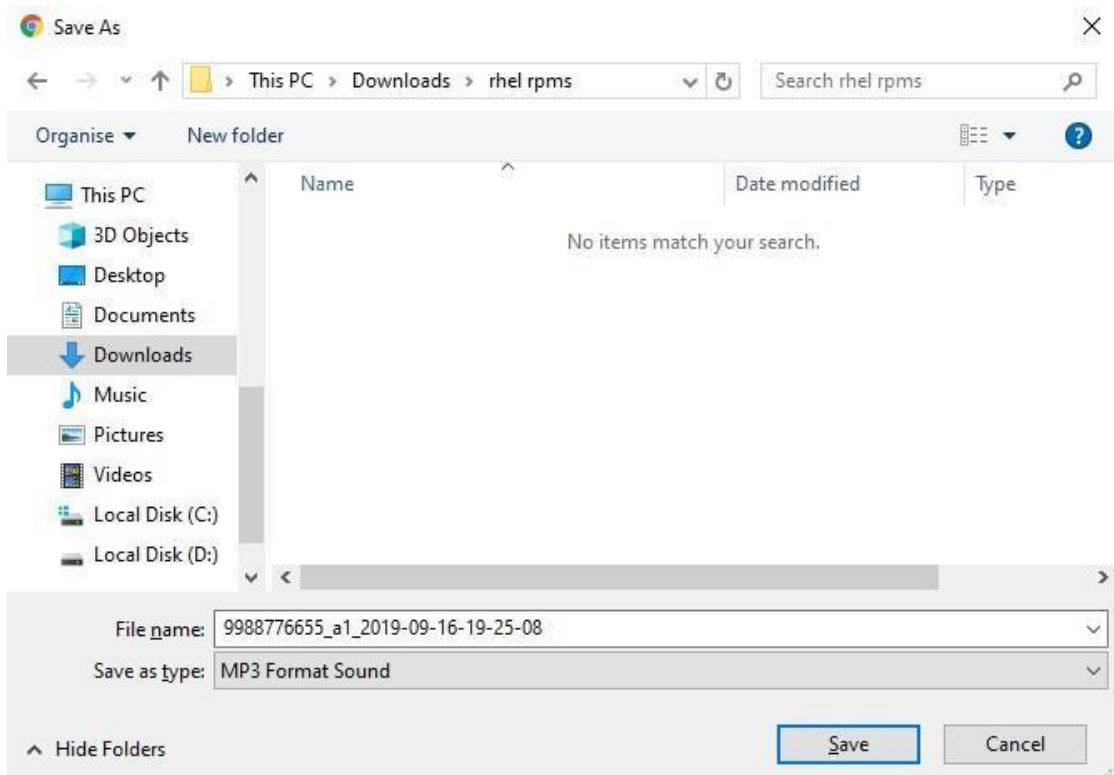 Save As
This PC > Downloads > rhel rpms
Search rhel rpms
Organise
New folder
Name
Date modified
Type
No items match your search.
This PC
3D Objects
Desktop
Documents
Downloads
Music
Pictures
Videos
Local Disk (C:)
Local Disk (D:)
File name: 9988776655_a1_2019-09-16-19-25-08
Save as type: MP3 Format Sound
Hide Folders
Save
Cancel